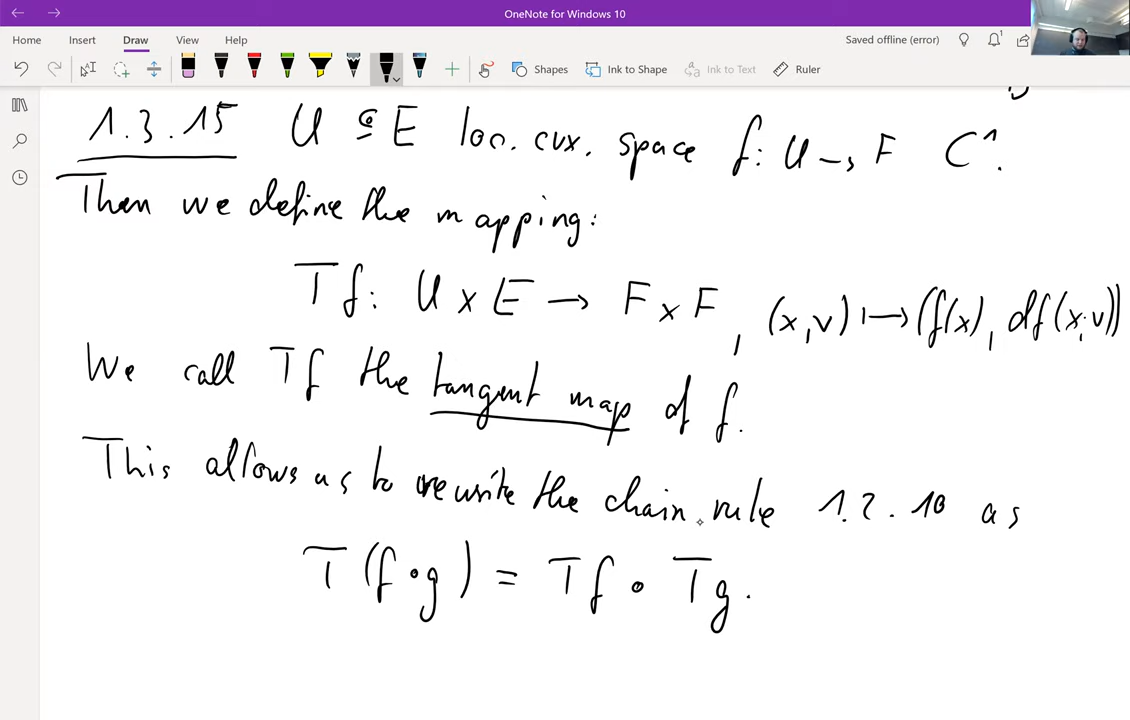 OneNote for Windows 10
Home Insert Draw View Help Saved offline (error) 1
Shapes Ink to Shape Ink to Text Ruler
1.3.15 U ⊆ E loc. cvx. space f: U → F C¹.
Then we define the mapping:
Tf: U × E → F × F, (x,v) ↦ (f(x), df(x;v))
We call Tf the tangent map of f.
This allows us to rewrite the chain rule 1.2.10 as
T(f∘g) = Tf ∘ Tg.